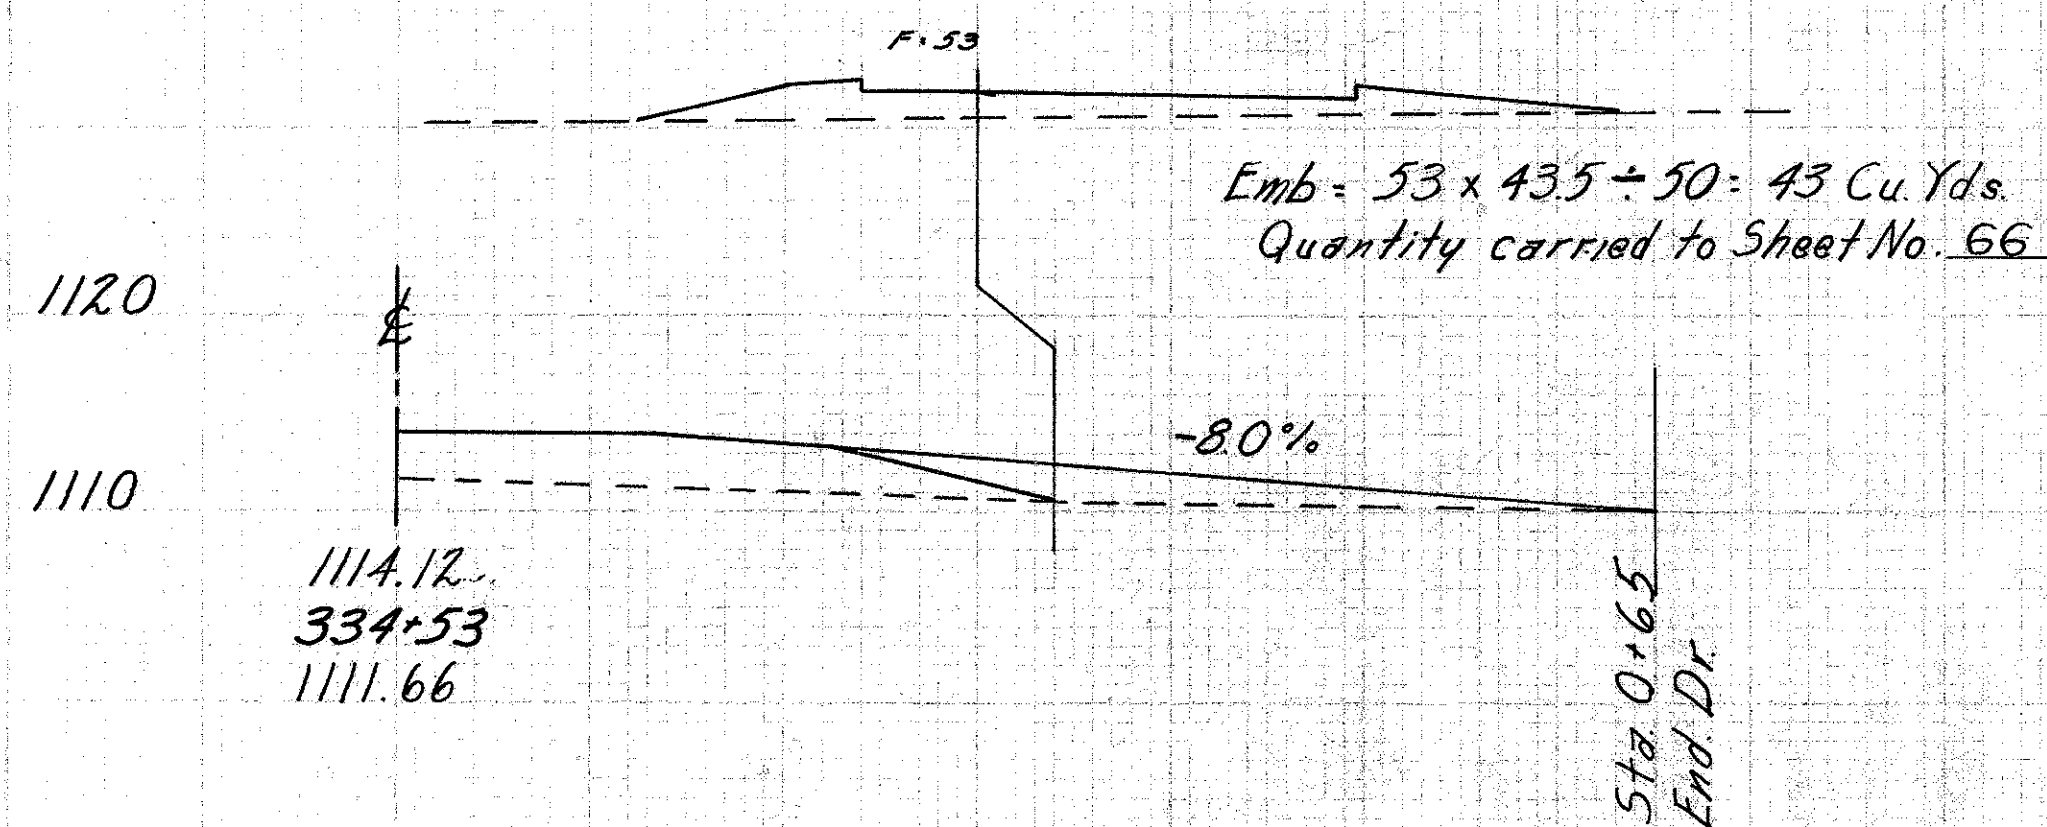 F = 53
Emb = 53 x 43.5 ÷ 50 = 43 Cu. Yds.
Quantity carried to Sheet No. 66
1120
℄
-8.0%
1110
1114.12
334+53
1111.66
Sta. 0+65
End. Dr.